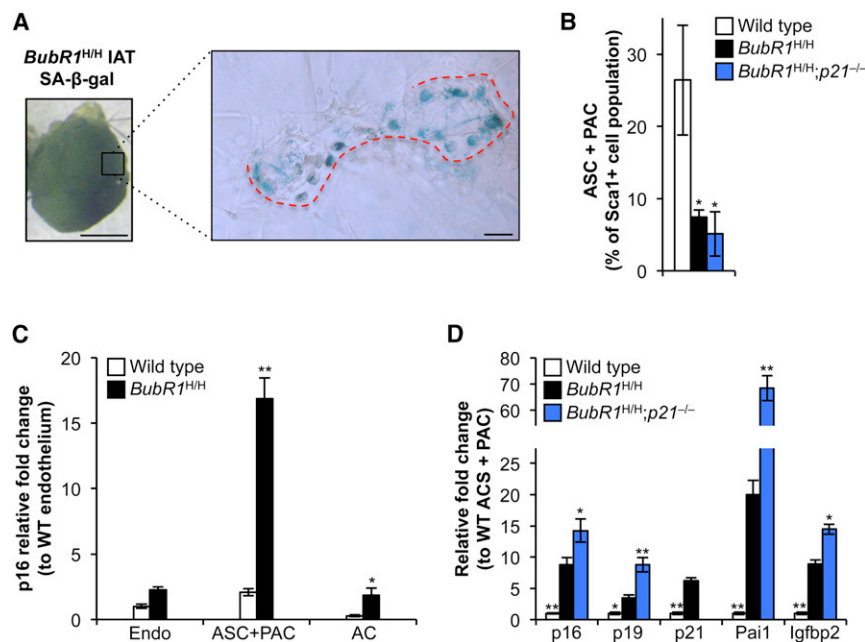 A
BubR1H/H IAT
SA-β-gal
B
Wild type
BubR1H/H
BubR1H/H;p21–/–
ASC + PAC
(% of Sca1+ cell population)
30
20
10
0
*
*
C
Wild type
BubR1H/H
p16 relative fold change
(to WT endothelium)
20
15
10
5
0
**
*
Endo
ASC+PAC
AC
D
Wild type
BubR1H/H
BubR1H/H;p21–/–
Relative fold change
(to WT ACS + PAC)
80
70
60
25
20
15
10
5
0
**
*
*
**
**
**
**
**
*
p16
p19
p21
Pai1
Igfbp2